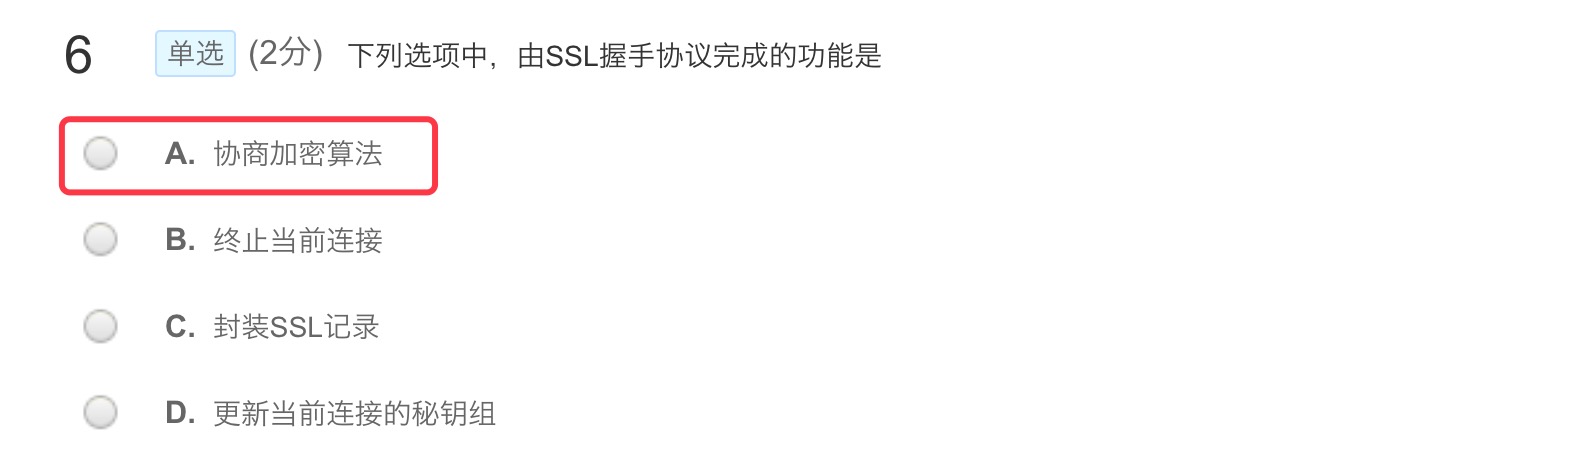 6 单选 (2分) 下列选项中，由SSL握手协议完成的功能是
A. 协商加密算法
B. 终止当前连接
C. 封装SSL记录
D. 更新当前连接的秘钥组